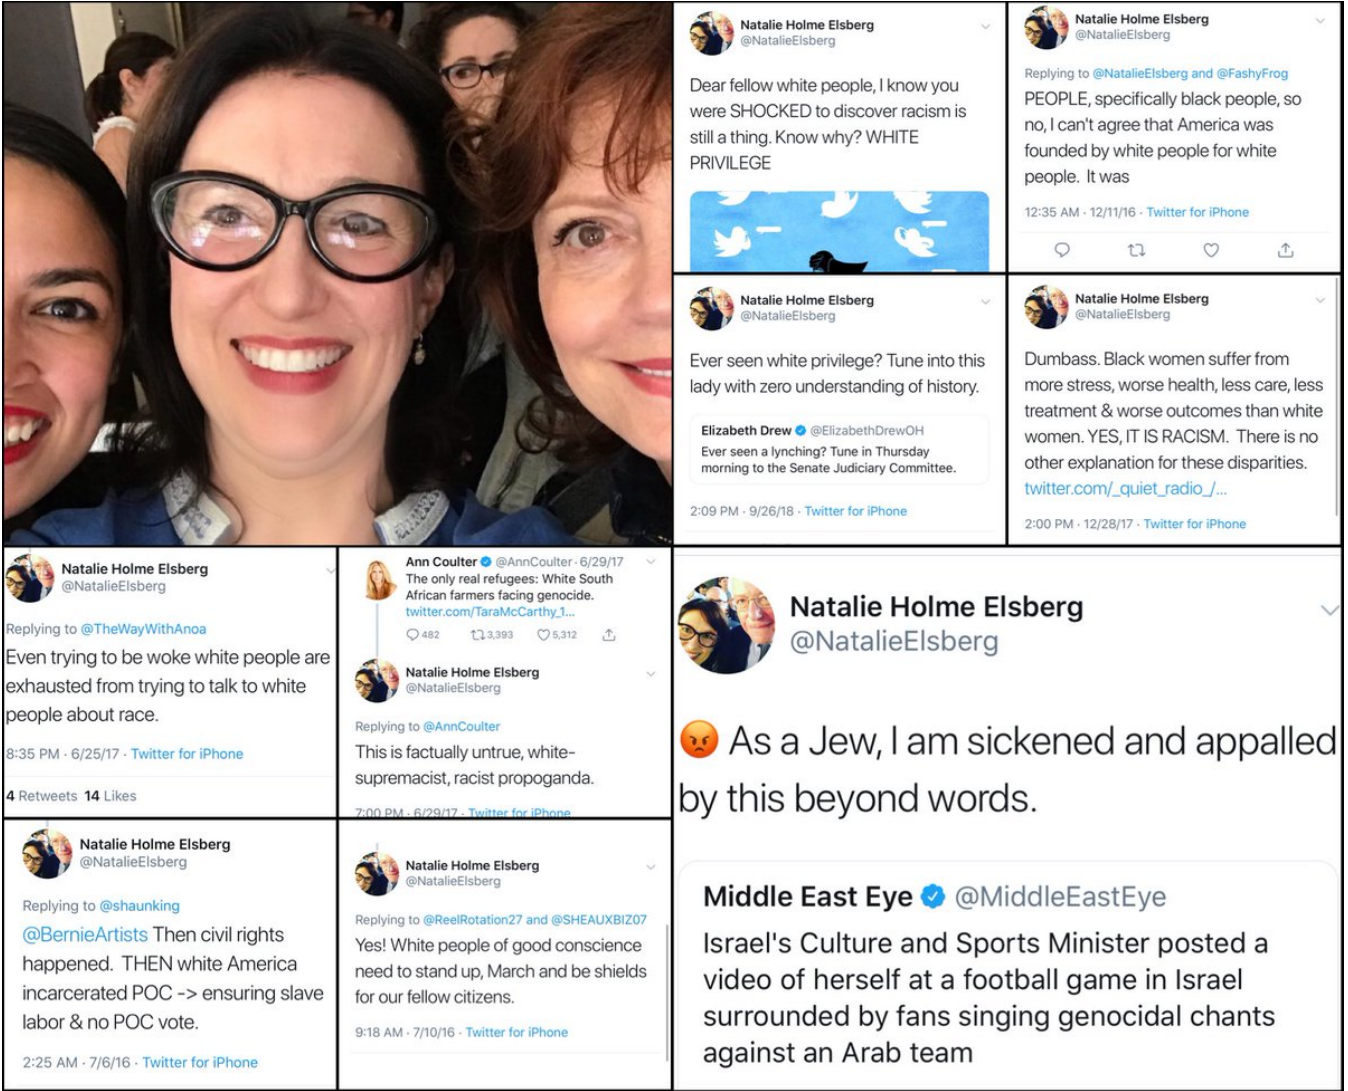 Natalie Holme Elsberg
@NatalieElsberg
Dear fellow white people, I know you
were SHOCKED to discover racism is
still a thing. Know why? WHITE
PRIVILEGE
Natalie Holme Elsberg
@NatalieElsberg
Replying to @NatalieElsberg and @FashyFrog
PEOPLE, specifically black people, so
no, I can't agree that America was
founded by white people for white
people. It was
12:35 AM · 12/11/16 · Twitter for iPhone
Natalie Holme Elsberg
@NatalieElsberg
Ever seen white privilege? Tune into this
lady with zero understanding of history.
Elizabeth Drew @ElizabethDrewOH
Ever seen a lynching? Tune in Thursday
morning to the Senate Judiciary Committee.
2:09 PM · 9/26/18 · Twitter for iPhone
Natalie Holme Elsberg
@NatalieElsberg
Dumbass. Black women suffer from
more stress, worse health, less care, less
treatment & worse outcomes than white
women. YES, IT IS RACISM. There is no
other explanation for these disparities.
twitter.com/_quiet_radio_/...
2:00 PM · 12/28/17 · Twitter for iPhone
Natalie Holme Elsberg
@NatalieElsberg
Replying to @TheWayWithAnoa
Even trying to be woke white people are
exhausted from trying to talk to white
people about race.
8:35 PM · 6/25/17 · Twitter for iPhone
4 Retweets 14 Likes
Ann Coulter @AnnCoulter · 6/29/17
The only real refugees: White South
African farmers facing genocide.
twitter.com/TaraMcCarthy_1...
482 3,393 5,312
Natalie Holme Elsberg
@NatalieElsberg
Replying to @AnnCoulter
This is factually untrue, white-
supremacist, racist propoganda.
7:00 PM · 6/29/17 · Twitter for iPhone
Natalie Holme Elsberg
@NatalieElsberg
😡 As a Jew, I am sickened and appalled
by this beyond words.
Middle East Eye @MiddleEastEye
Israel's Culture and Sports Minister posted a
video of herself at a football game in Israel
surrounded by fans singing genocidal chants
against an Arab team
Natalie Holme Elsberg
@NatalieElsberg
Replying to @shaunking
@BernieArtists Then civil rights
happened. THEN white America
incarcerated POC -> ensuring slave
labor & no POC vote.
2:25 AM · 7/6/16 · Twitter for iPhone
Natalie Holme Elsberg
@NatalieElsberg
Replying to @ReelRotation27 and @SHEAUXBIZ07
Yes! White people of good conscience
need to stand up, March and be shields
for our fellow citizens.
9:18 AM · 7/10/16 · Twitter for iPhone